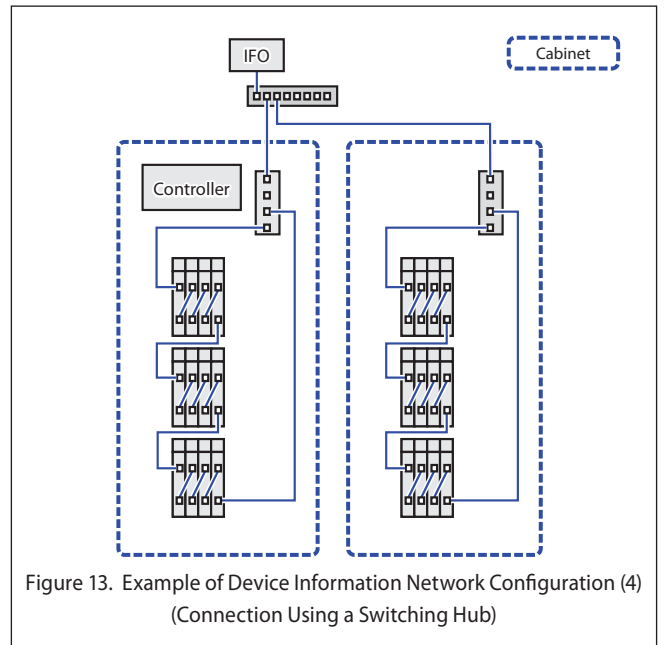 IFO
Cabinet
Controller
Figure 13. Example of Device Information Network Configuration (4)
(Connection Using a Switching Hub)